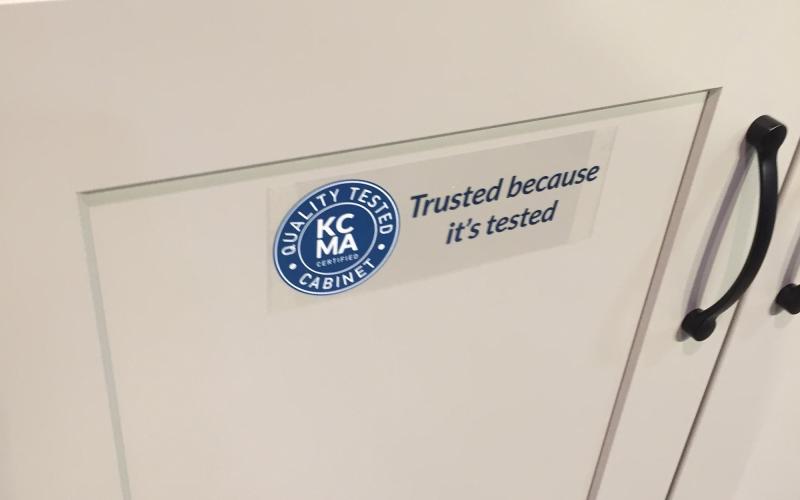 QUALITY TESTED
KC
MA
CERTIFIED
CABINET
Trusted because
it's tested